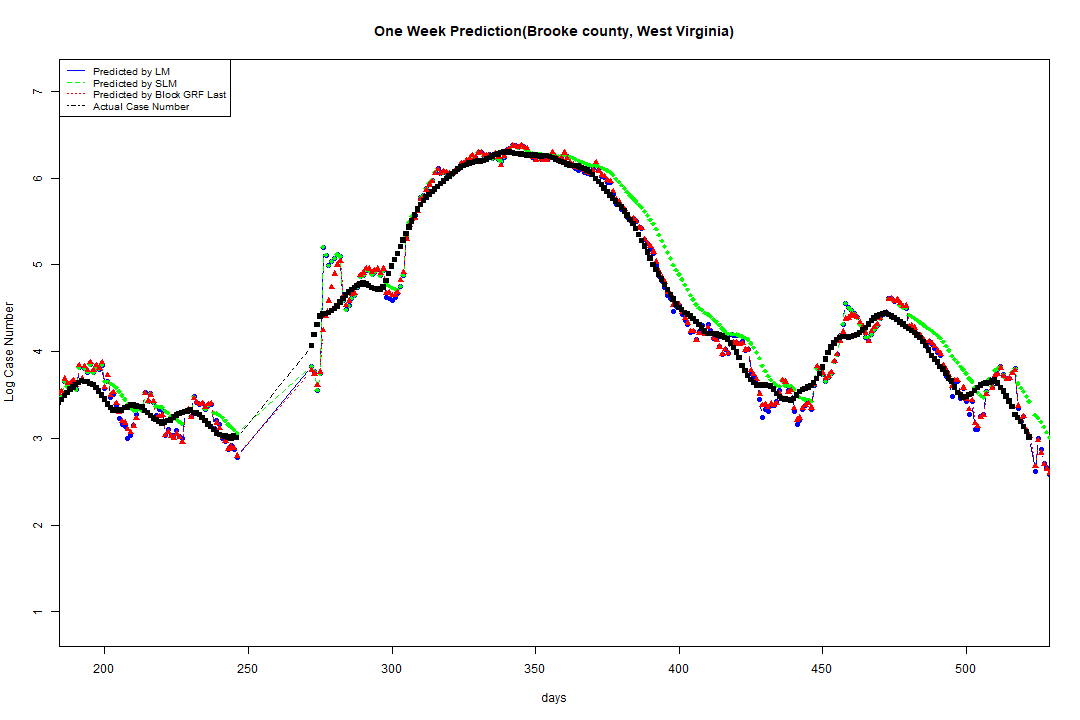 One Week Prediction(Brooke county, West Virginia)
Predicted by LM
Predicted by SLM
Predicted by Block GRF Last
Actual Case Number
7
6
5
4
3
2
1
Log Case Number
200 250 300 350 400 450 500
days